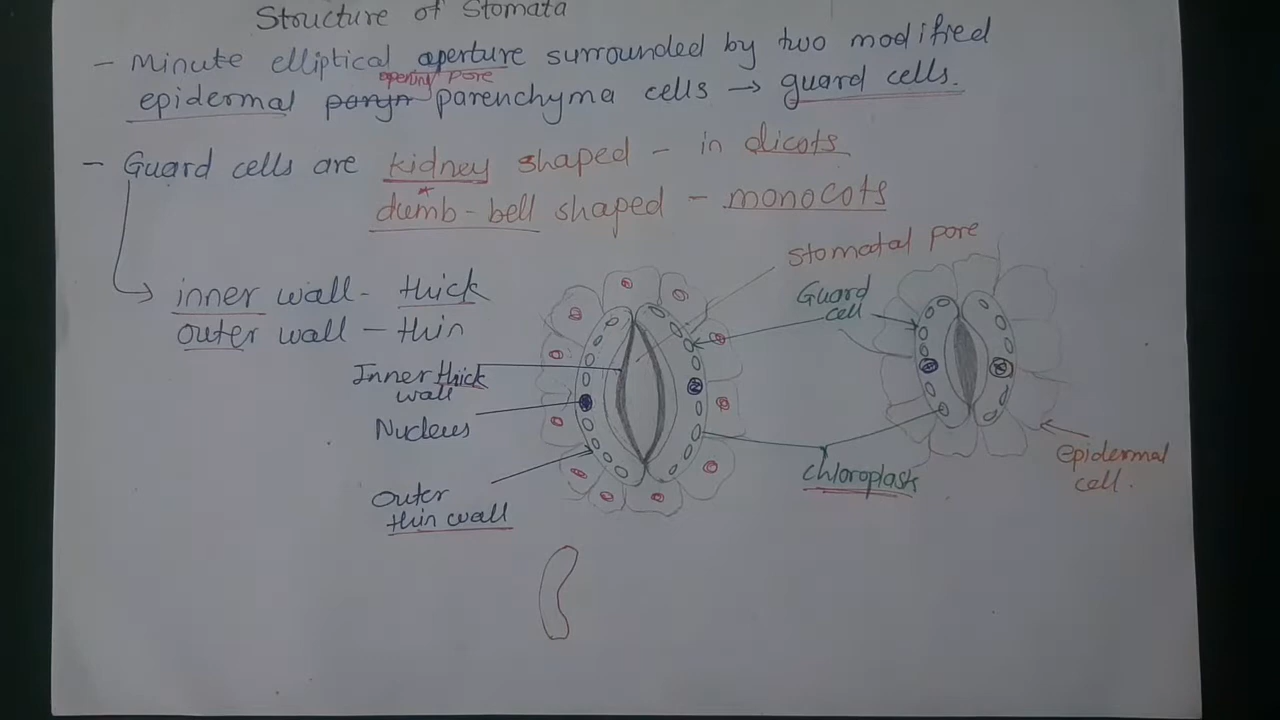 Structure of Stomata
- Minute elliptical aperture surrounded by two modified
opening pore
epidermal parenchyma cells → guard cells.
- Guard cells are kidney shaped - in dicots
dumb-bell shaped - monocots
stomatal pore
inner wall - thick
outer wall - thin
Guard
cell
Inner thick
wall
Nucleus
chloroplasts
epidermal
cell.
Outer
thin wall